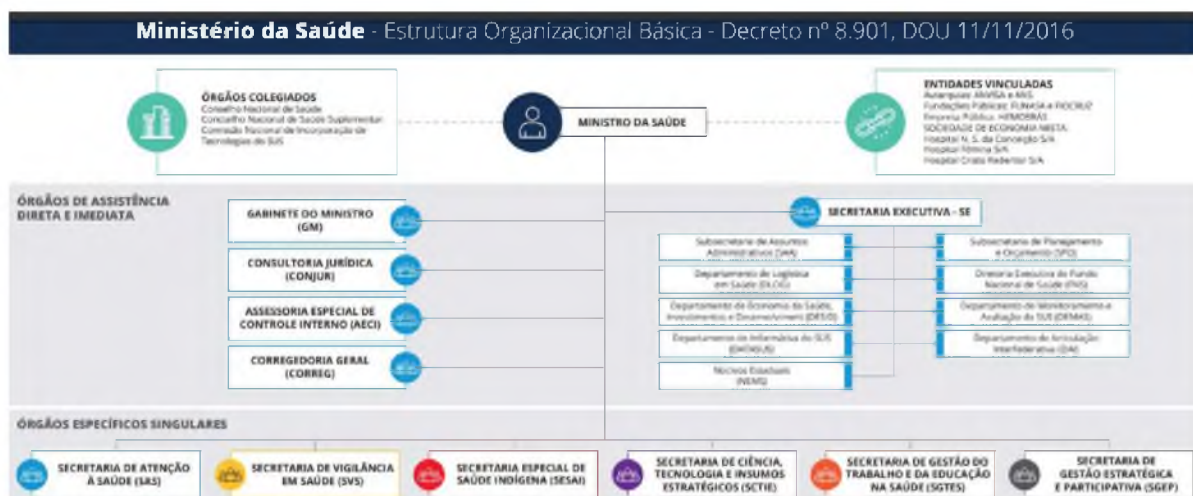 Ministério da Saúde - Estrutura Organizacional Básica - Decreto nº 8.901, DOU 11/11/2016
ÓRGÃOS COLEGIADOS
Conselho Nacional de Saúde
Concelho Nacional de Saúde Suplementar
Comissão Nacional de Incorporação de
Tecnologias do SUS
MINISTRO DA SAÚDE
ENTIDADES VINCULADAS
Autarquias: ANVISA e ANS
Fundações Públicas: FUNASA e FIOCRUZ
Empresa Pública: HEMOBRÁS
SOCIEDADE DE ECONOMIA MISTA:
Hospital N. S. da Conceição S/A
Hospital Fêmina S/A
Hospital Cristo Redentor S/A
ÓRGÃOS DE ASSISTÊNCIA
DIRETA E IMEDIATA
GABINETE DO MINISTRO
(GM)
CONSULTORIA JURÍDICA
(CONJUR)
ASSESSORIA ESPECIAL DE
CONTROLE INTERNO (AECI)
CORREGEDORIA GERAL
(CORREG)
SECRETARIA EXECUTIVA - SE
Subsecretaria de Assuntos
Administrativos (SAA)
Subsecretaria de Planejamento
e Orçamento (SPO)
Departamento de Logística
em Saúde (DLOG)
Diretoria Executiva do Fundo
Nacional de Saúde (FNS)
Departamento de Economia da Saúde,
Investimentos e (DESID)
Departamento de Monitoramento e
Avaliação do SUS (DEMAS)
Departamento de Informática do SUS
(DATASUS)
Departamento de Articulação
Interfederativa (DAI)
Núcleos Estaduais
(NEMS)
ÓRGÃOS ESPECÍFICOS SINGULARES
SECRETARIA DE ATENÇÃO
À SAÚDE (SAS)
SECRETARIA DE VIGILÂNCIA
EM SAÚDE (SVS)
SECRETARIA ESPECIAL DE
SAÚDE INDÍGENA (SESAI)
SECRETARIA DE CIÊNCIA,
TECNOLOGIA E INSUMOS
ESTRATÉGICOS (SCTIE)
SECRETARIA DE GESTÃO DO
TRABALHO E DA EDUCAÇÃO
NA SAÚDE (SGTES)
SECRETARIA DE
GESTÃO ESTRATÉGICA
E PARTICIPATIVA (SGEP)